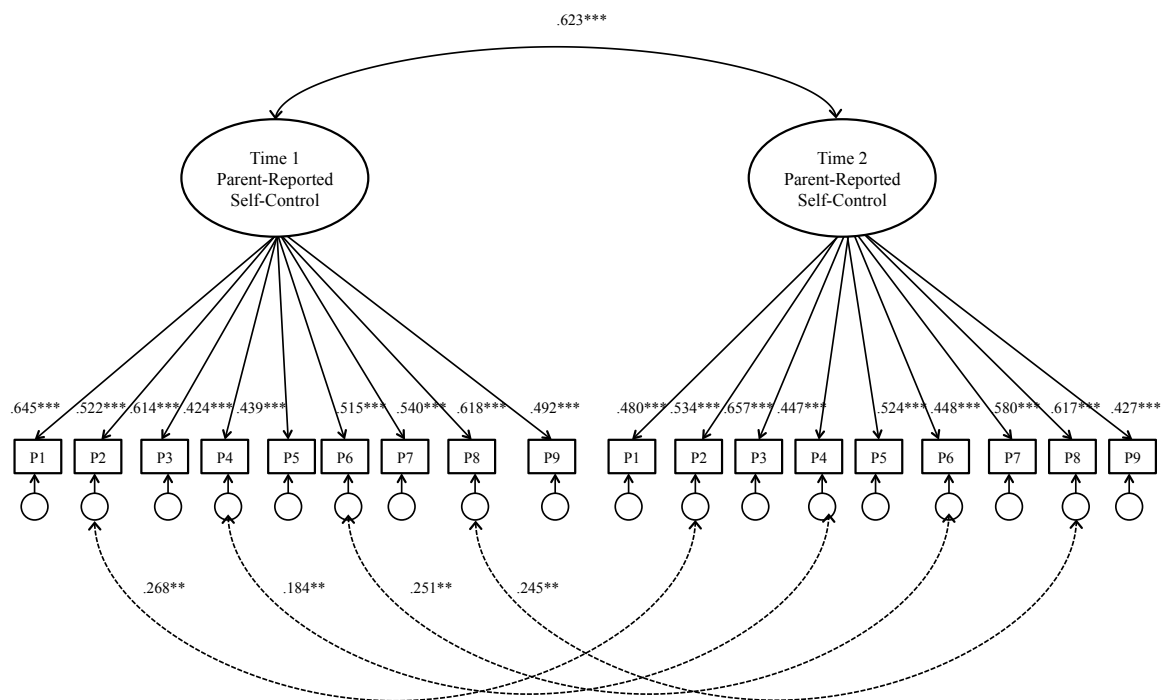 .623***
Time 1
Parent-Reported
Self-Control
Time 2
Parent-Reported
Self-Control
.645*** .522*** .614*** .424*** .439*** .515*** .540*** .618*** .492*** .480*** .534*** .657*** .447*** .524*** .448*** .580*** .617*** .427***
P1 P2 P3 P4 P5 P6 P7 P8 P9 P1 P2 P3 P4 P5 P6 P7 P8 P9
.268** .184** .251** .245**